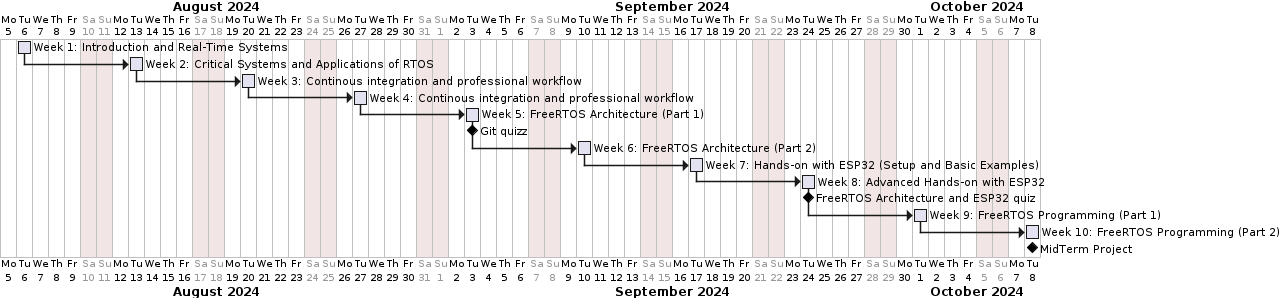 August 2024 September 2024 October 2024
Mo Tu We Th Fr Sa Su Mo Tu We Th Fr Sa Su Mo Tu We Th Fr Sa Su Mo Tu We Th Fr Sa Su Mo Tu We Th Fr Sa Su Mo Tu We Th Fr Sa Su Mo Tu We Th Fr Sa Su Mo Tu We Th Fr Sa Su Mo Tu We Th Fr Sa Su Mo Tu
5 6 7 8 9 10 11 12 13 14 15 16 17 18 19 20 21 22 23 24 25 26 27 28 29 30 31 1 2 3 4 5 6 7 8 9 10 11 12 13 14 15 16 17 18 19 20 21 22 23 24 25 26 27 28 29 30 1 2 3 4 5 6 7 8
Week 1: Introduction and Real-Time Systems
Week 2: Critical Systems and Applications of RTOS
Week 3: Continous integration and professional workflow
Week 4: Continous integration and professional workflow
Week 5: FreeRTOS Architecture (Part 1)
Git quizz
Week 6: FreeRTOS Architecture (Part 2)
Week 7: Hands-on with ESP32 (Setup and Basic Examples)
Week 8: Advanced Hands-on with ESP32
FreeRTOS Architecture and ESP32 quiz
Week 9: FreeRTOS Programming (Part 1)
Week 10: FreeRTOS Programming (Part 2)
MidTerm Project
Mo Tu We Th Fr Sa Su Mo Tu We Th Fr Sa Su Mo Tu We Th Fr Sa Su Mo Tu We Th Fr Sa Su Mo Tu We Th Fr Sa Su Mo Tu We Th Fr Sa Su Mo Tu We Th Fr Sa Su Mo Tu We Th Fr Sa Su Mo Tu We Th Fr Sa Su Mo Tu
5 6 7 8 9 10 11 12 13 14 15 16 17 18 19 20 21 22 23 24 25 26 27 28 29 30 31 1 2 3 4 5 6 7 8 9 10 11 12 13 14 15 16 17 18 19 20 21 22 23 24 25 26 27 28 29 30 1 2 3 4 5 6 7 8
August 2024 September 2024 October 2024